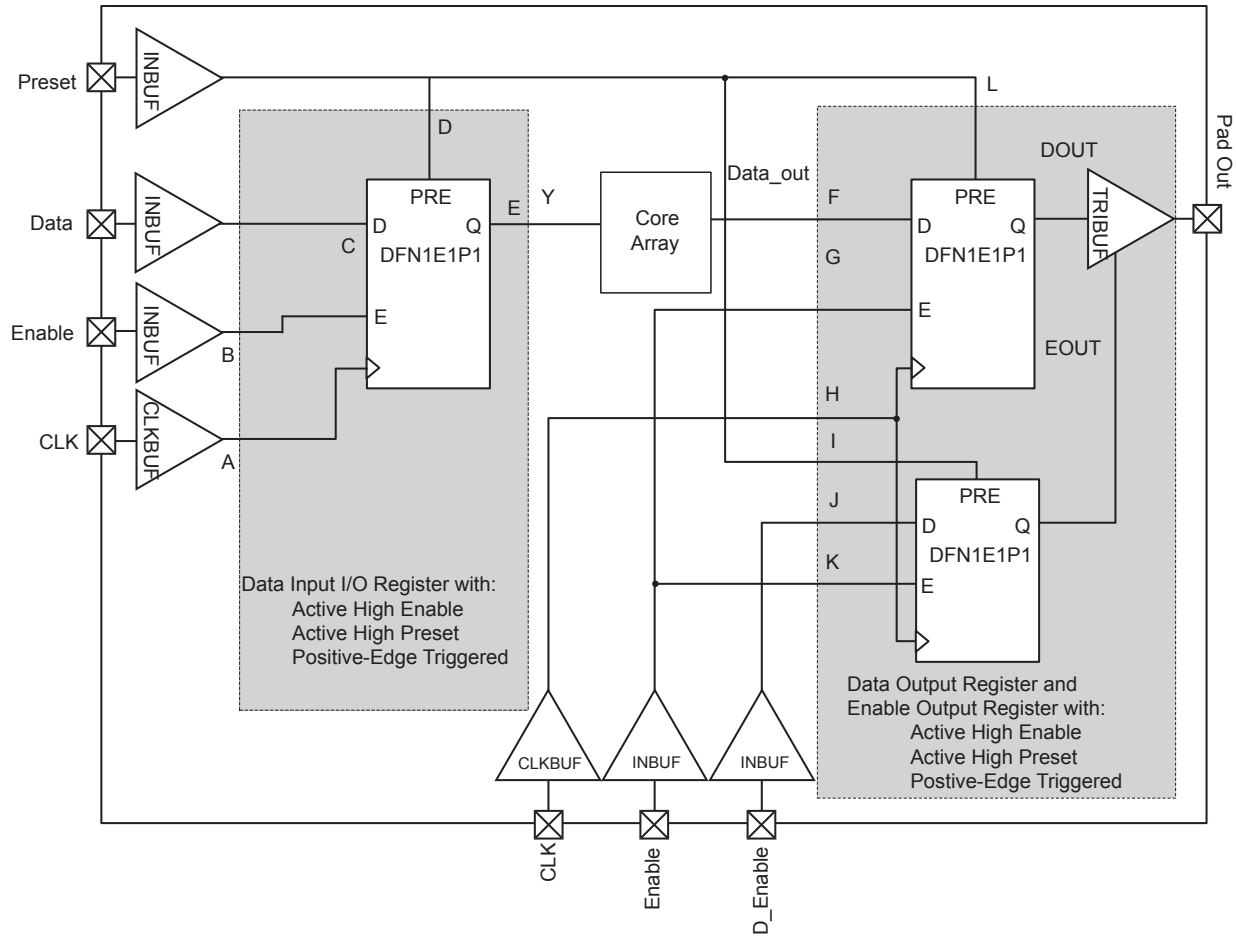 Preset
INBUF
L
D
Pad Out
DOUT
Data
INBUF
PRE
D
Q
DFN1E1P1
E
C
E
Y
Core
Array
Data_out
F
G
PRE
D
Q
DFN1E1P1
E
TRIBUF
EOUT
Enable
INBUF
B
CLK
CLKBUF
A
H
I
J
K
PRE
D
Q
DFN1E1P1
E
Data Input I/O Register with:
Active High Enable
Active High Preset
Positive-Edge Triggered
Data Output Register and
Enable Output Register with:
Active High Enable
Active High Preset
Postive-Edge Triggered
CLKBUF
INBUF
INBUF
CLK
Enable
D_Enable